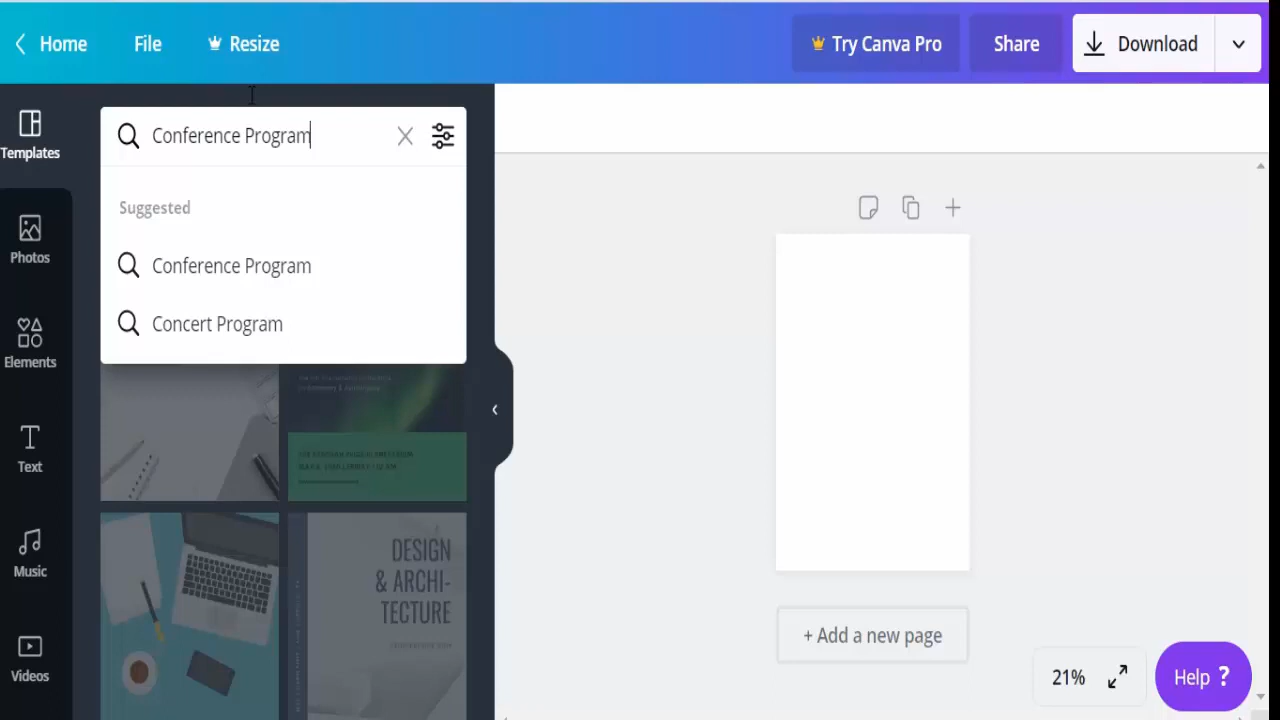 Home
File
Resize
Try Canva Pro
Share
Download
Templates
Conference Program
Suggested
Conference Program
Concert Program
Photos
Elements
Text
Music
Videos
DESIGN
& ARCHI-
TECTURE
+ Add a new page
21%
Help ?